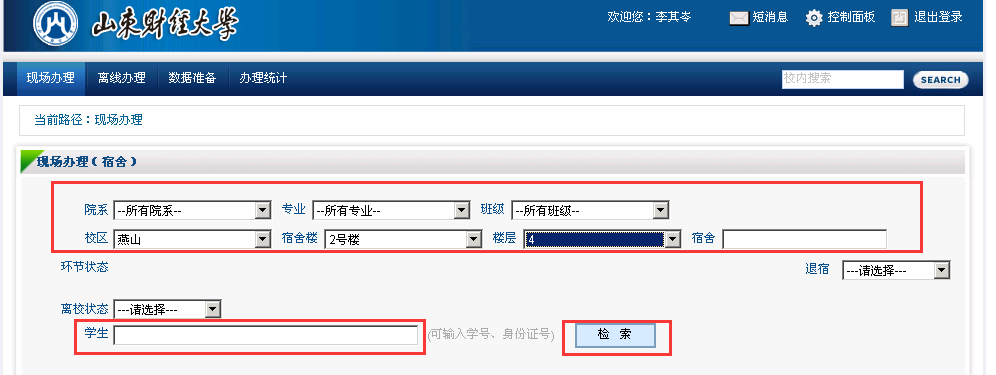 山东财经大学 欢迎您：李其岑 短消息 控制面板 退出登录
现场办理 离线办理 数据准备 办理统计 校内搜索 SEARCH
当前路径：现场办理
现场办理（宿舍）
院系 --所有院系-- 专业 --所有专业-- 班级 --所有班级--
校区 燕山 宿舍楼 2号楼 楼层 4 宿舍
环节状态 退宿 ---请选择---
离校状态 ---请选择---
学生 (可输入学号、身份证号) 检 索